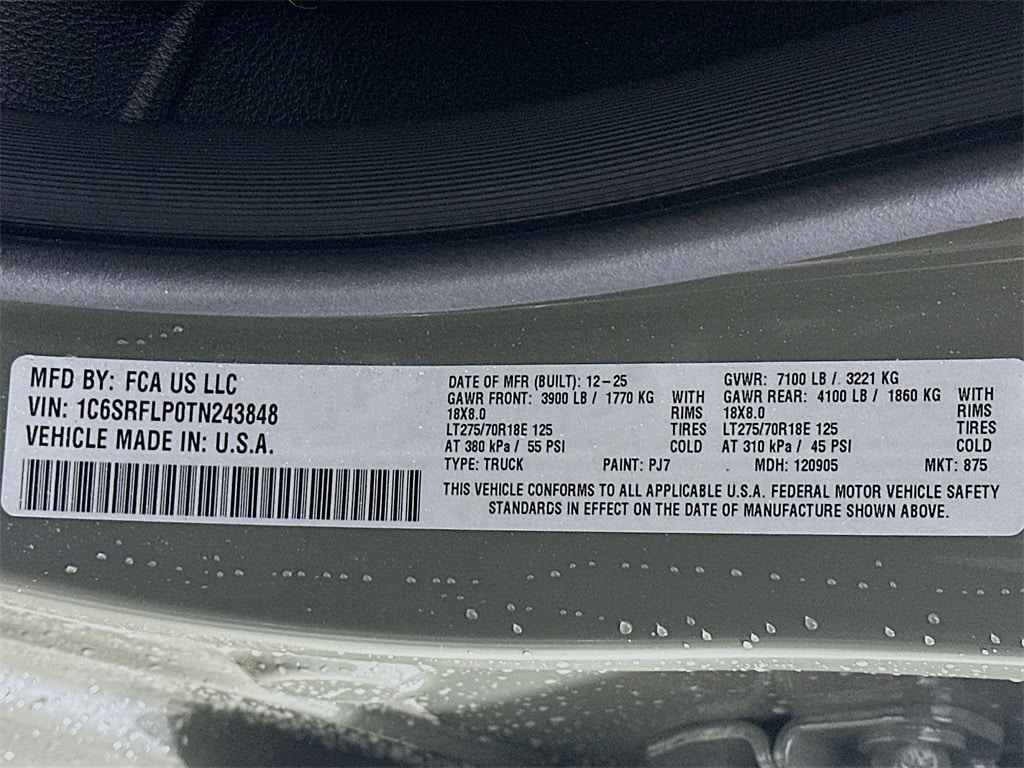 MFD BY: FCA US LLC
VIN: 1C6SRFLP0TN243848
VEHICLE MADE IN: U.S.A.
DATE OF MFR (BUILT): 12-25
GAWR FRONT: 3900 LB / 1770 KG WITH
18X8.0 RIMS
LT275/70R18E 125 TIRES
AT 380 kPa / 55 PSI COLD
GVWR: 7100 LB / 3221 KG
GAWR REAR: 4100 LB / 1860 KG WITH
18X8.0 RIMS
LT275/70R18E 125 TIRES
AT 310 kPa / 45 PSI COLD
TYPE: TRUCK PAINT: PJ7 MDH: 120905 MKT: 875
THIS VEHICLE CONFORMS TO ALL APPLICABLE U.S.A. FEDERAL MOTOR VEHICLE SAFETY
STANDARDS IN EFFECT ON THE DATE OF MANUFACTURE SHOWN ABOVE.